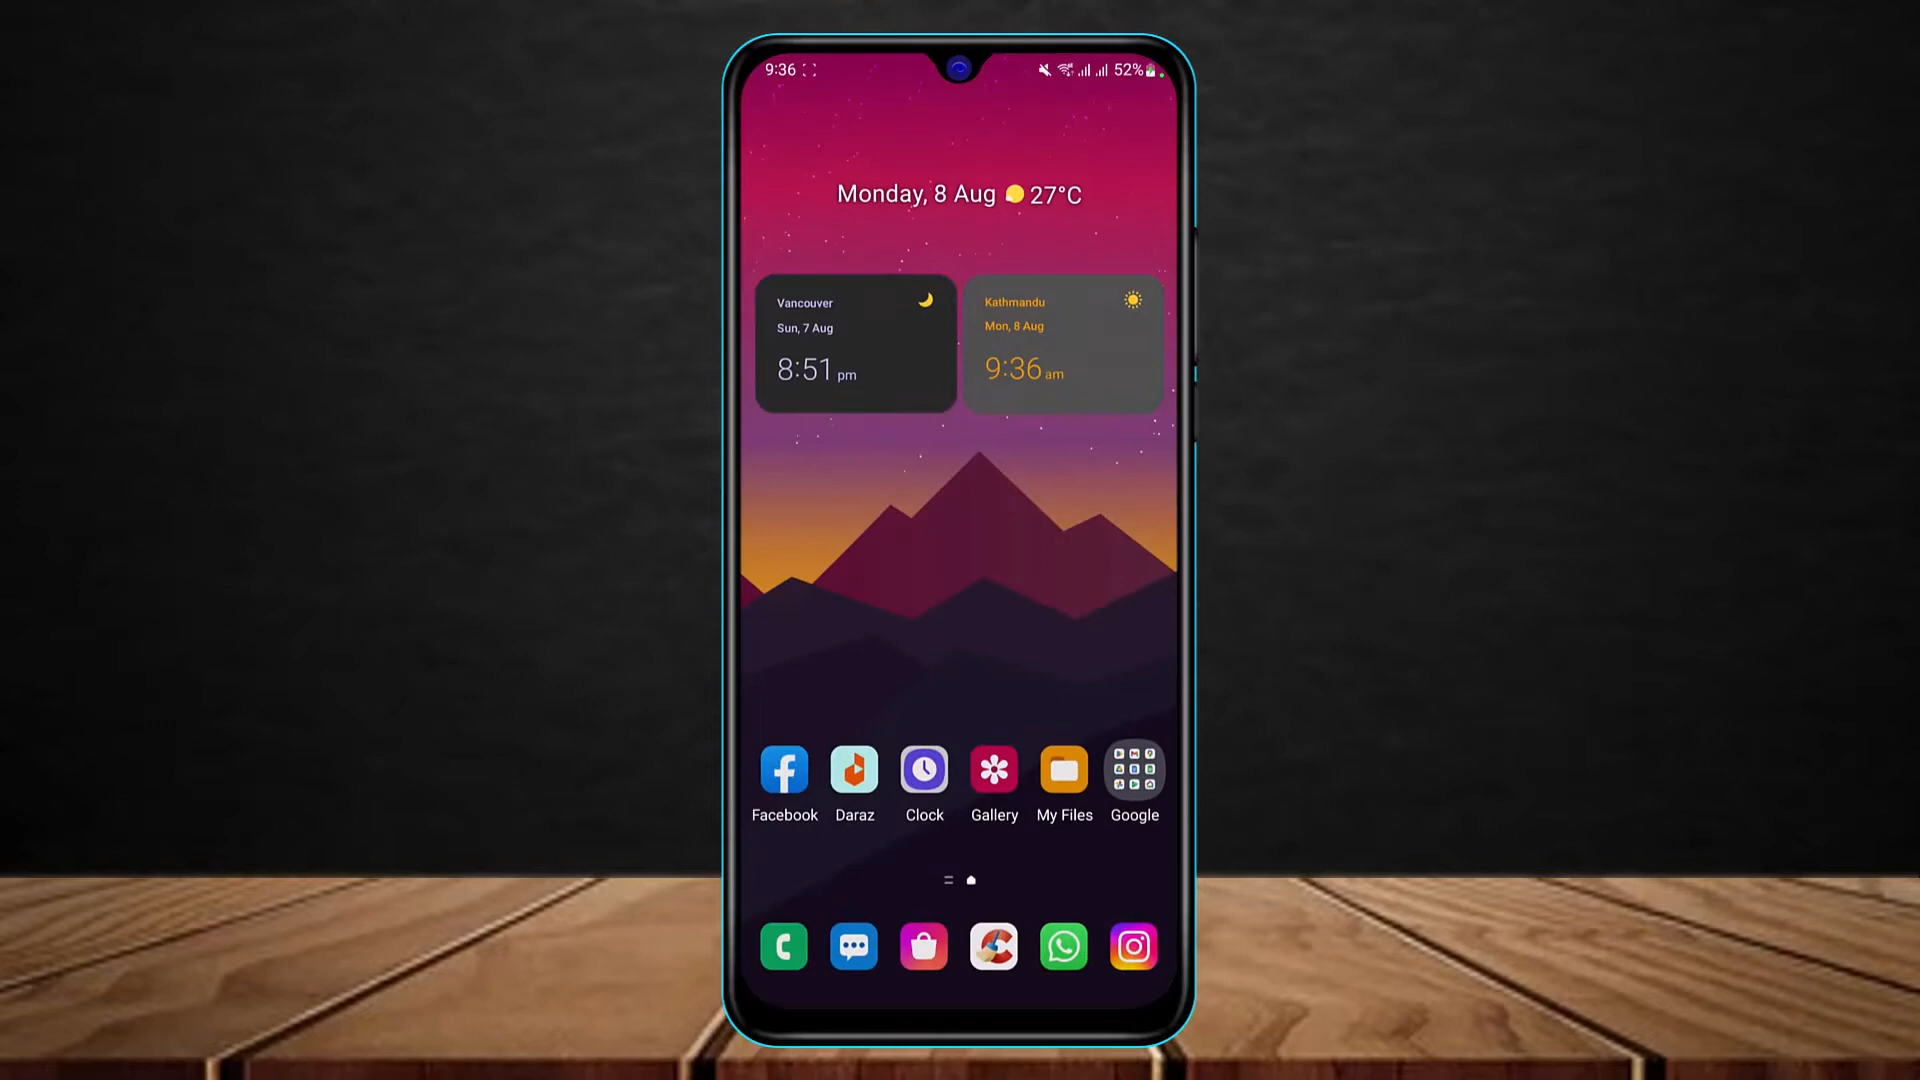 9:36
52%
Monday, 8 Aug 27°C
Vancouver
Sun, 7 Aug
8:51 pm
Kathmandu
Mon, 8 Aug
9:36 am
Facebook Daraz Clock Gallery My Files Google